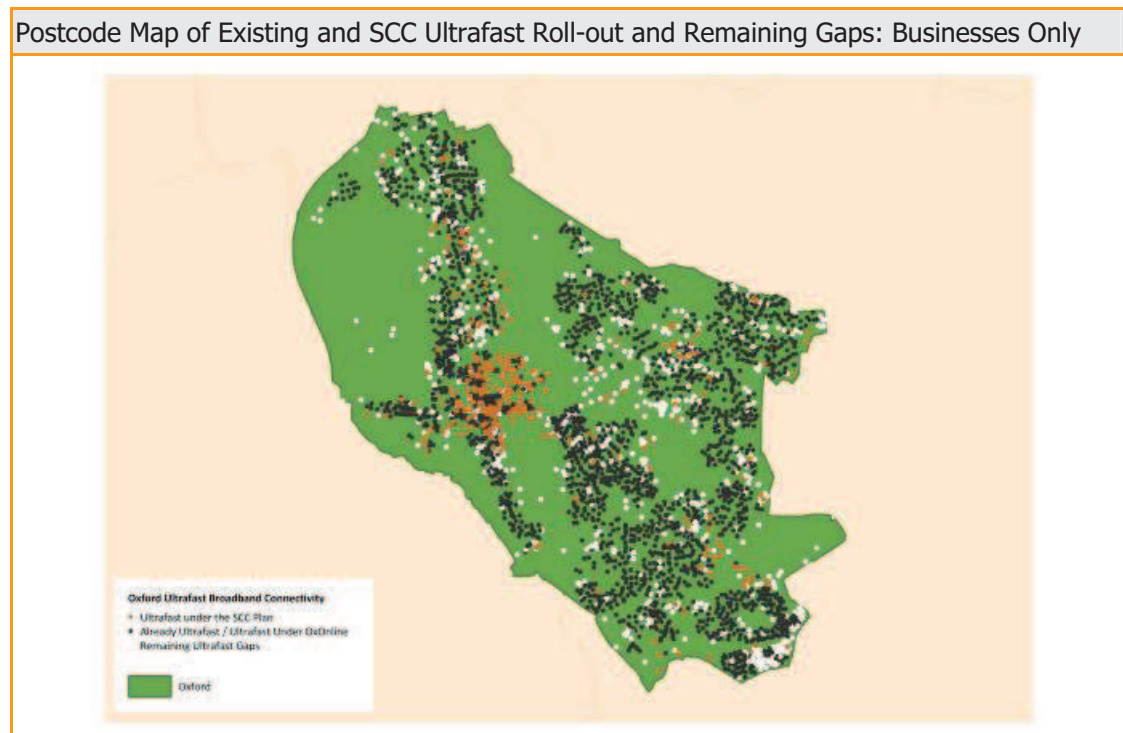 Postcode Map of Existing and SCC Ultrafast Roll-out and Remaining Gaps: Businesses Only
Oxford Ultrafast Broadband Connectivity
Ultrafast under the SCC Plan
Already Ultrafast / Ultrafast Under OxOnline
Remaining Ultrafast Gaps
Oxford